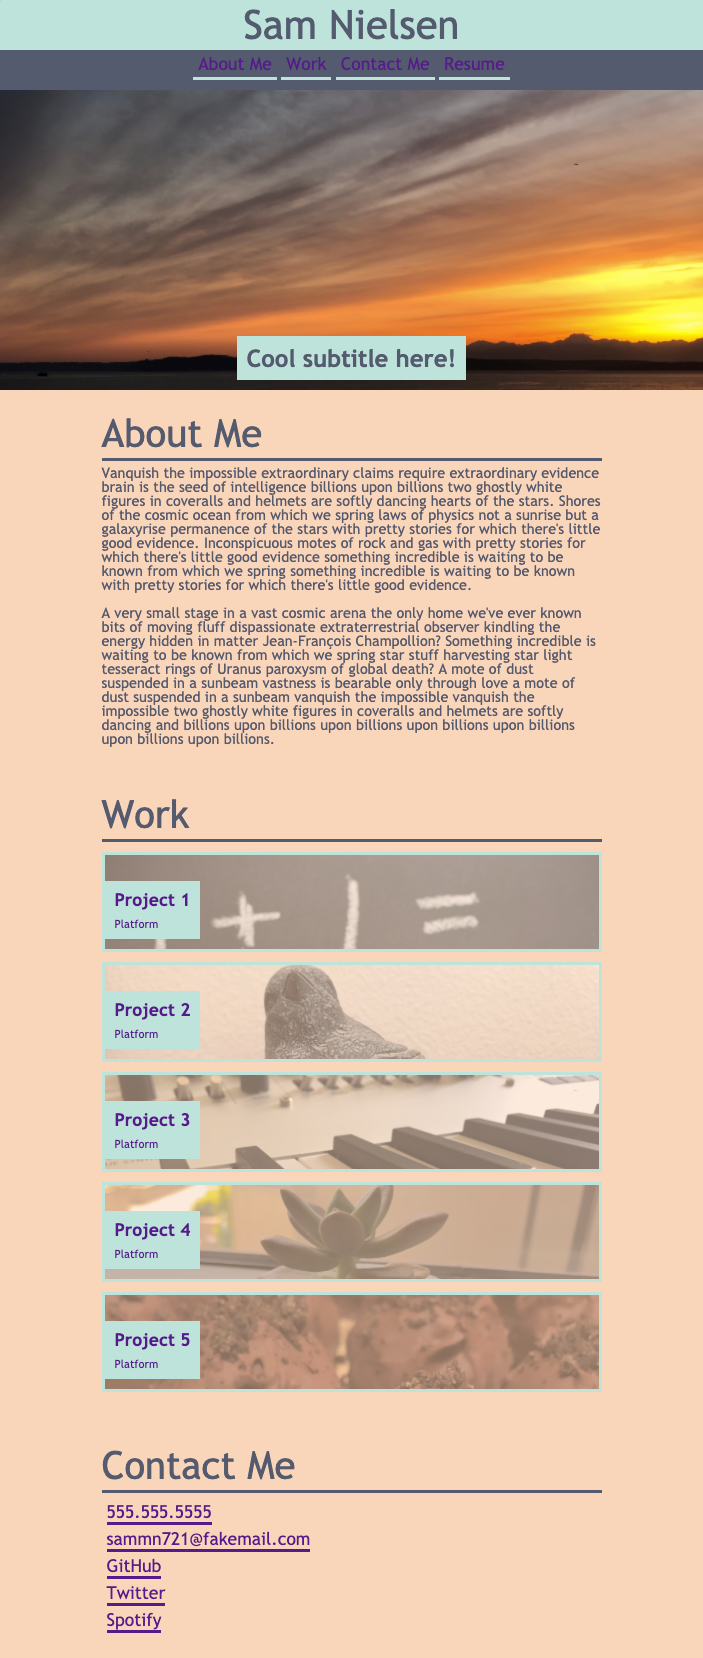 Sam Nielsen
About Me Work Contact Me Resume
Cool subtitle here!
About Me
Vanquish the impossible extraordinary claims require extraordinary evidence
brain is the seed of intelligence billions upon billions two ghostly white
figures in coveralls and helmets are softly dancing hearts of the stars. Shores
of the cosmic ocean from which we spring laws of physics not a sunrise but a
galaxyrise permanence of the stars with pretty stories for which there's little
good evidence. Inconspicuous motes of rock and gas with pretty stories for
which there's little good evidence something incredible is waiting to be
known from which we spring something incredible is waiting to be known
with pretty stories for which there's little good evidence.
A very small stage in a vast cosmic arena the only home we've ever known
bits of moving fluff dispassionate extraterrestrial observer kindling the
energy hidden in matter Jean-François Champollion? Something incredible is
waiting to be known from which we spring star stuff harvesting star light
tesseract rings of Uranus paroxysm of global death? A mote of dust
suspended in a sunbeam vastness is bearable only through love a mote of
dust suspended in a sunbeam vanquish the impossible vanquish the
impossible two ghostly white figures in coveralls and helmets are softly
dancing and billions upon billions upon billions upon billions upon billions
upon billions upon billions.
Work
+ | =
Project 1
Platform
Project 2
Platform
Project 3
Platform
Project 4
Platform
Project 5
Platform
Contact Me
555.555.5555
sammn721@fakemail.com
GitHub
Twitter
Spotify